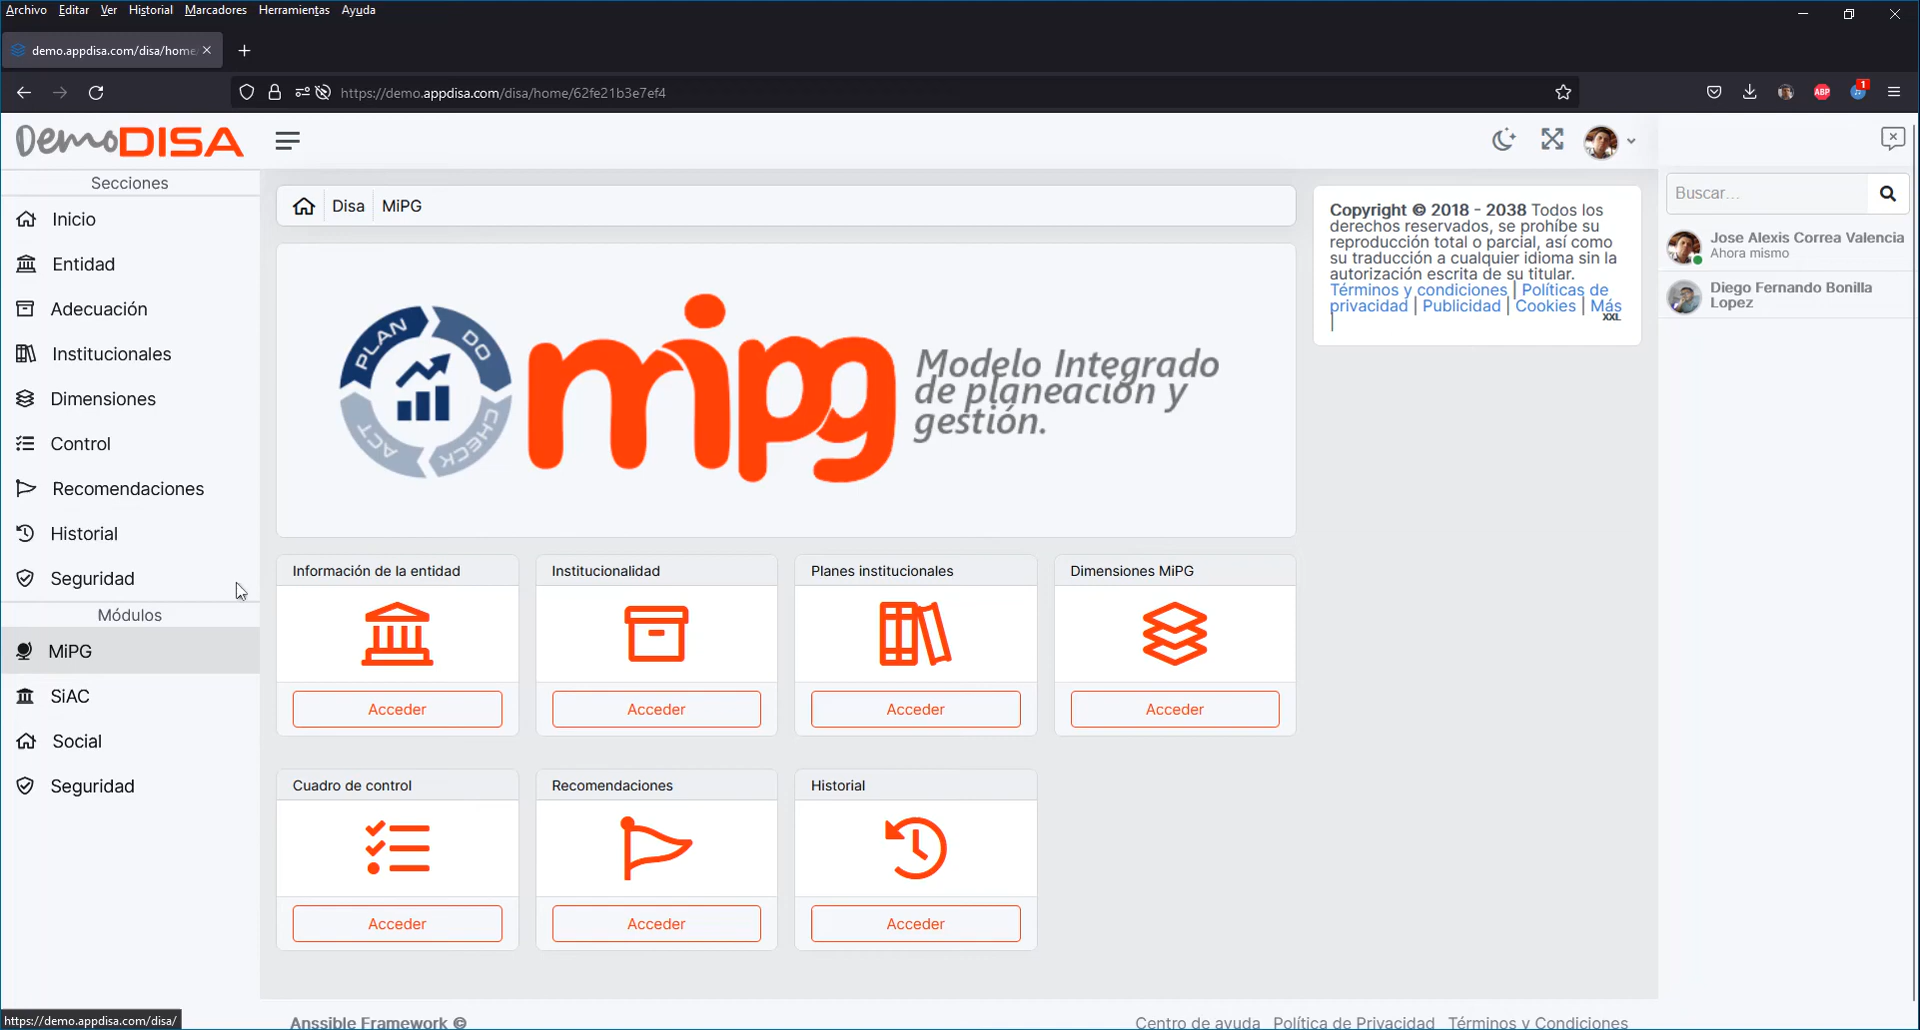 Archivo Editar Ver Historial Marcadores Herramientas Ayuda
demo.appdisa.com/disa/home
https://demo.appdisa.com/disa/home/62fe21b3e7ef4
ABP
1
DemoDISA
Secciones
Inicio
Entidad
Adecuación
Institucionales
Dimensiones
Control
Recomendaciones
Historial
Seguridad
Módulos
MiPG
SiAC
Social
Seguridad
Disa MiPG
PLAN
DO
CHECK
ACT
mipg
Modelo Integrado
de planeación y
gestión.
Información de la entidad
Acceder
Institucionalidad
Acceder
Planes institucionales
Acceder
Dimensiones MiPG
Acceder
Cuadro de control
Acceder
Recomendaciones
Acceder
Historial
Acceder
Copyright © 2018 - 2038 Todos los
derechos reservados, se prohíbe su
reproducción total o parcial, así como
su traducción a cualquier idioma sin la
autorización escrita de su titular.
Términos y condiciones | Políticas de
privacidad | Publicidad | Cookies | Más
|
XXL
Buscar...
Jose Alexis Correa Valencia
Ahora mismo
Diego Fernando Bonilla
Lopez
https://demo.appdisa.com/disa/
Anssible Framework ©
Centro de ayuda Política de Privacidad Términos y Condiciones